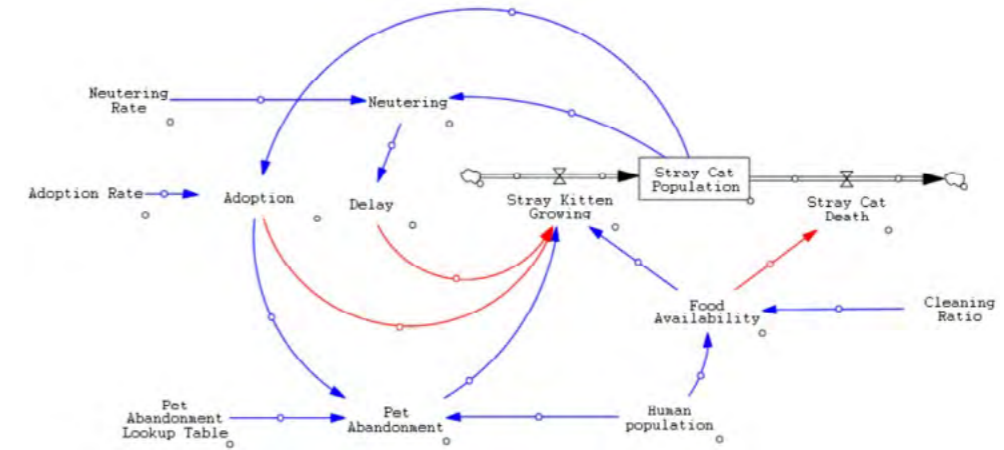 Neutering
Rate
Neutering
Adoption Rate
Adoption
Delay
Stray Kitten
Growing
Stray Cat
Population
Stray Cat
Death
Food
Availability
Cleaning
Ratio
Pet
Abandonment
Lookup Table
Pet
Abandonment
Human
population